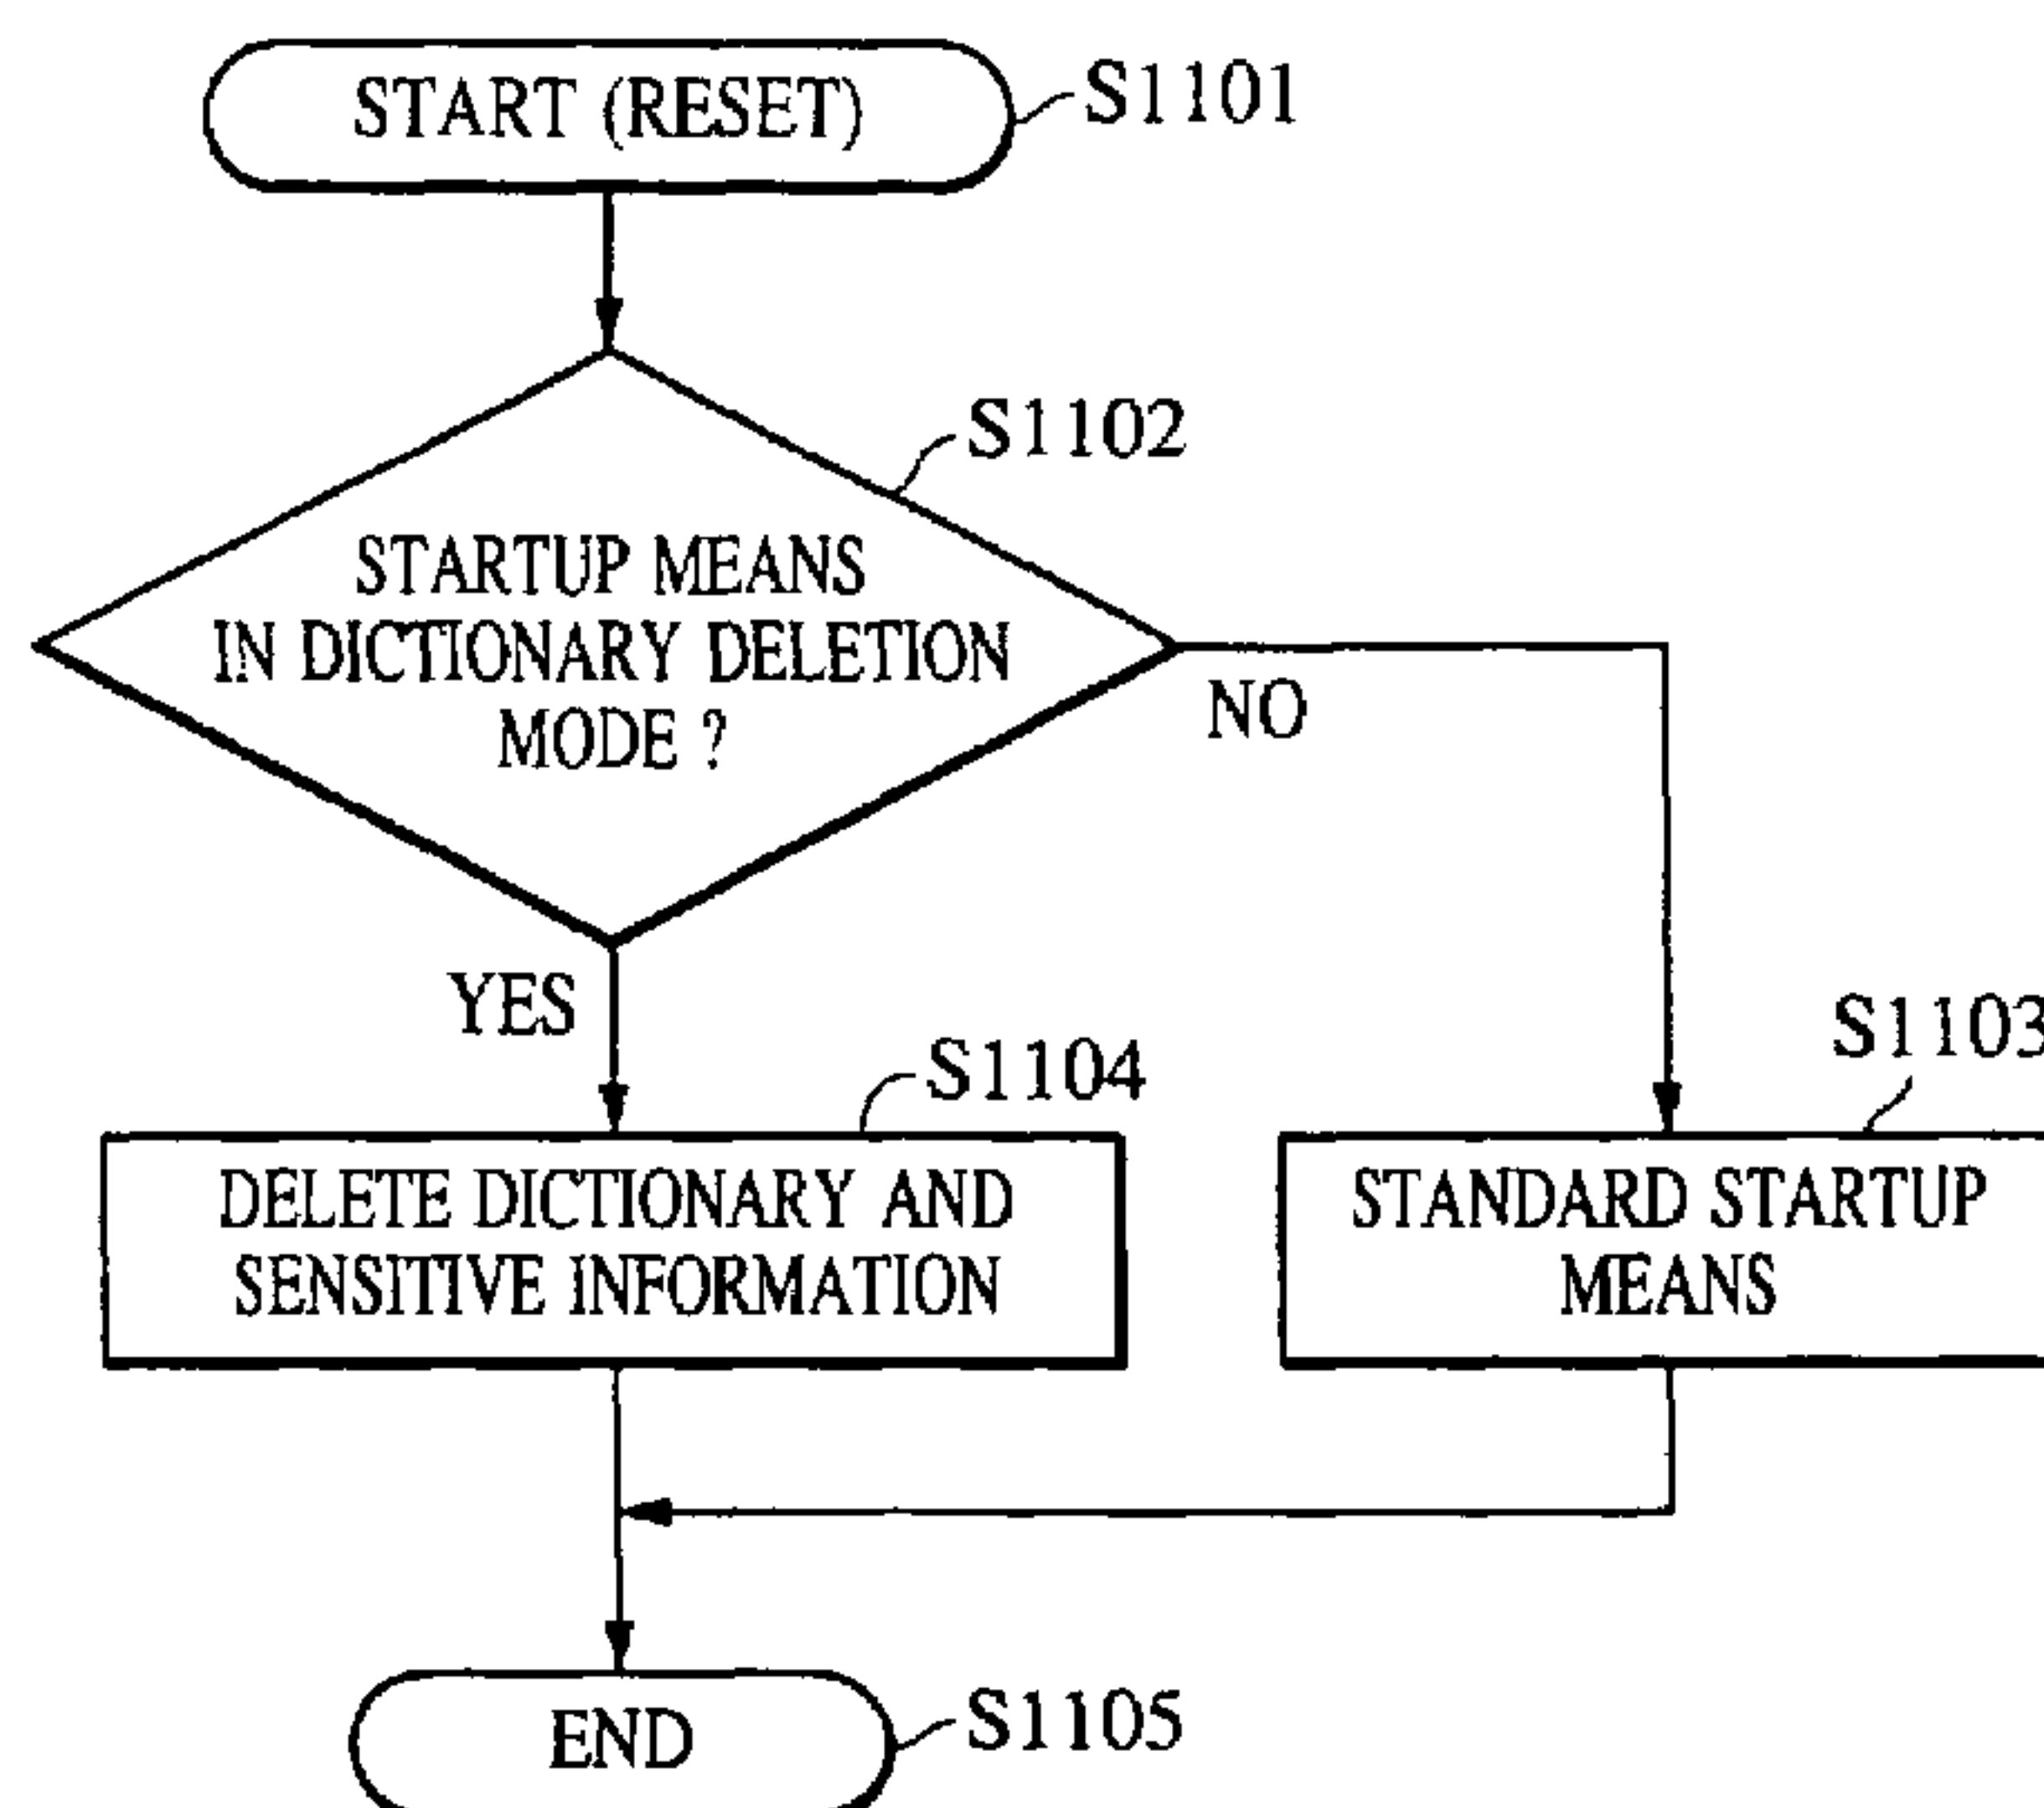 START (RESET)
S1101
S1102
STARTUP MEANS
IN DICTIONARY DELETION
MODE ?
NO
YES
S1104
S1103
DELETE DICTIONARY AND
SENSITIVE INFORMATION
STANDARD STARTUP
MEANS
END
S1105